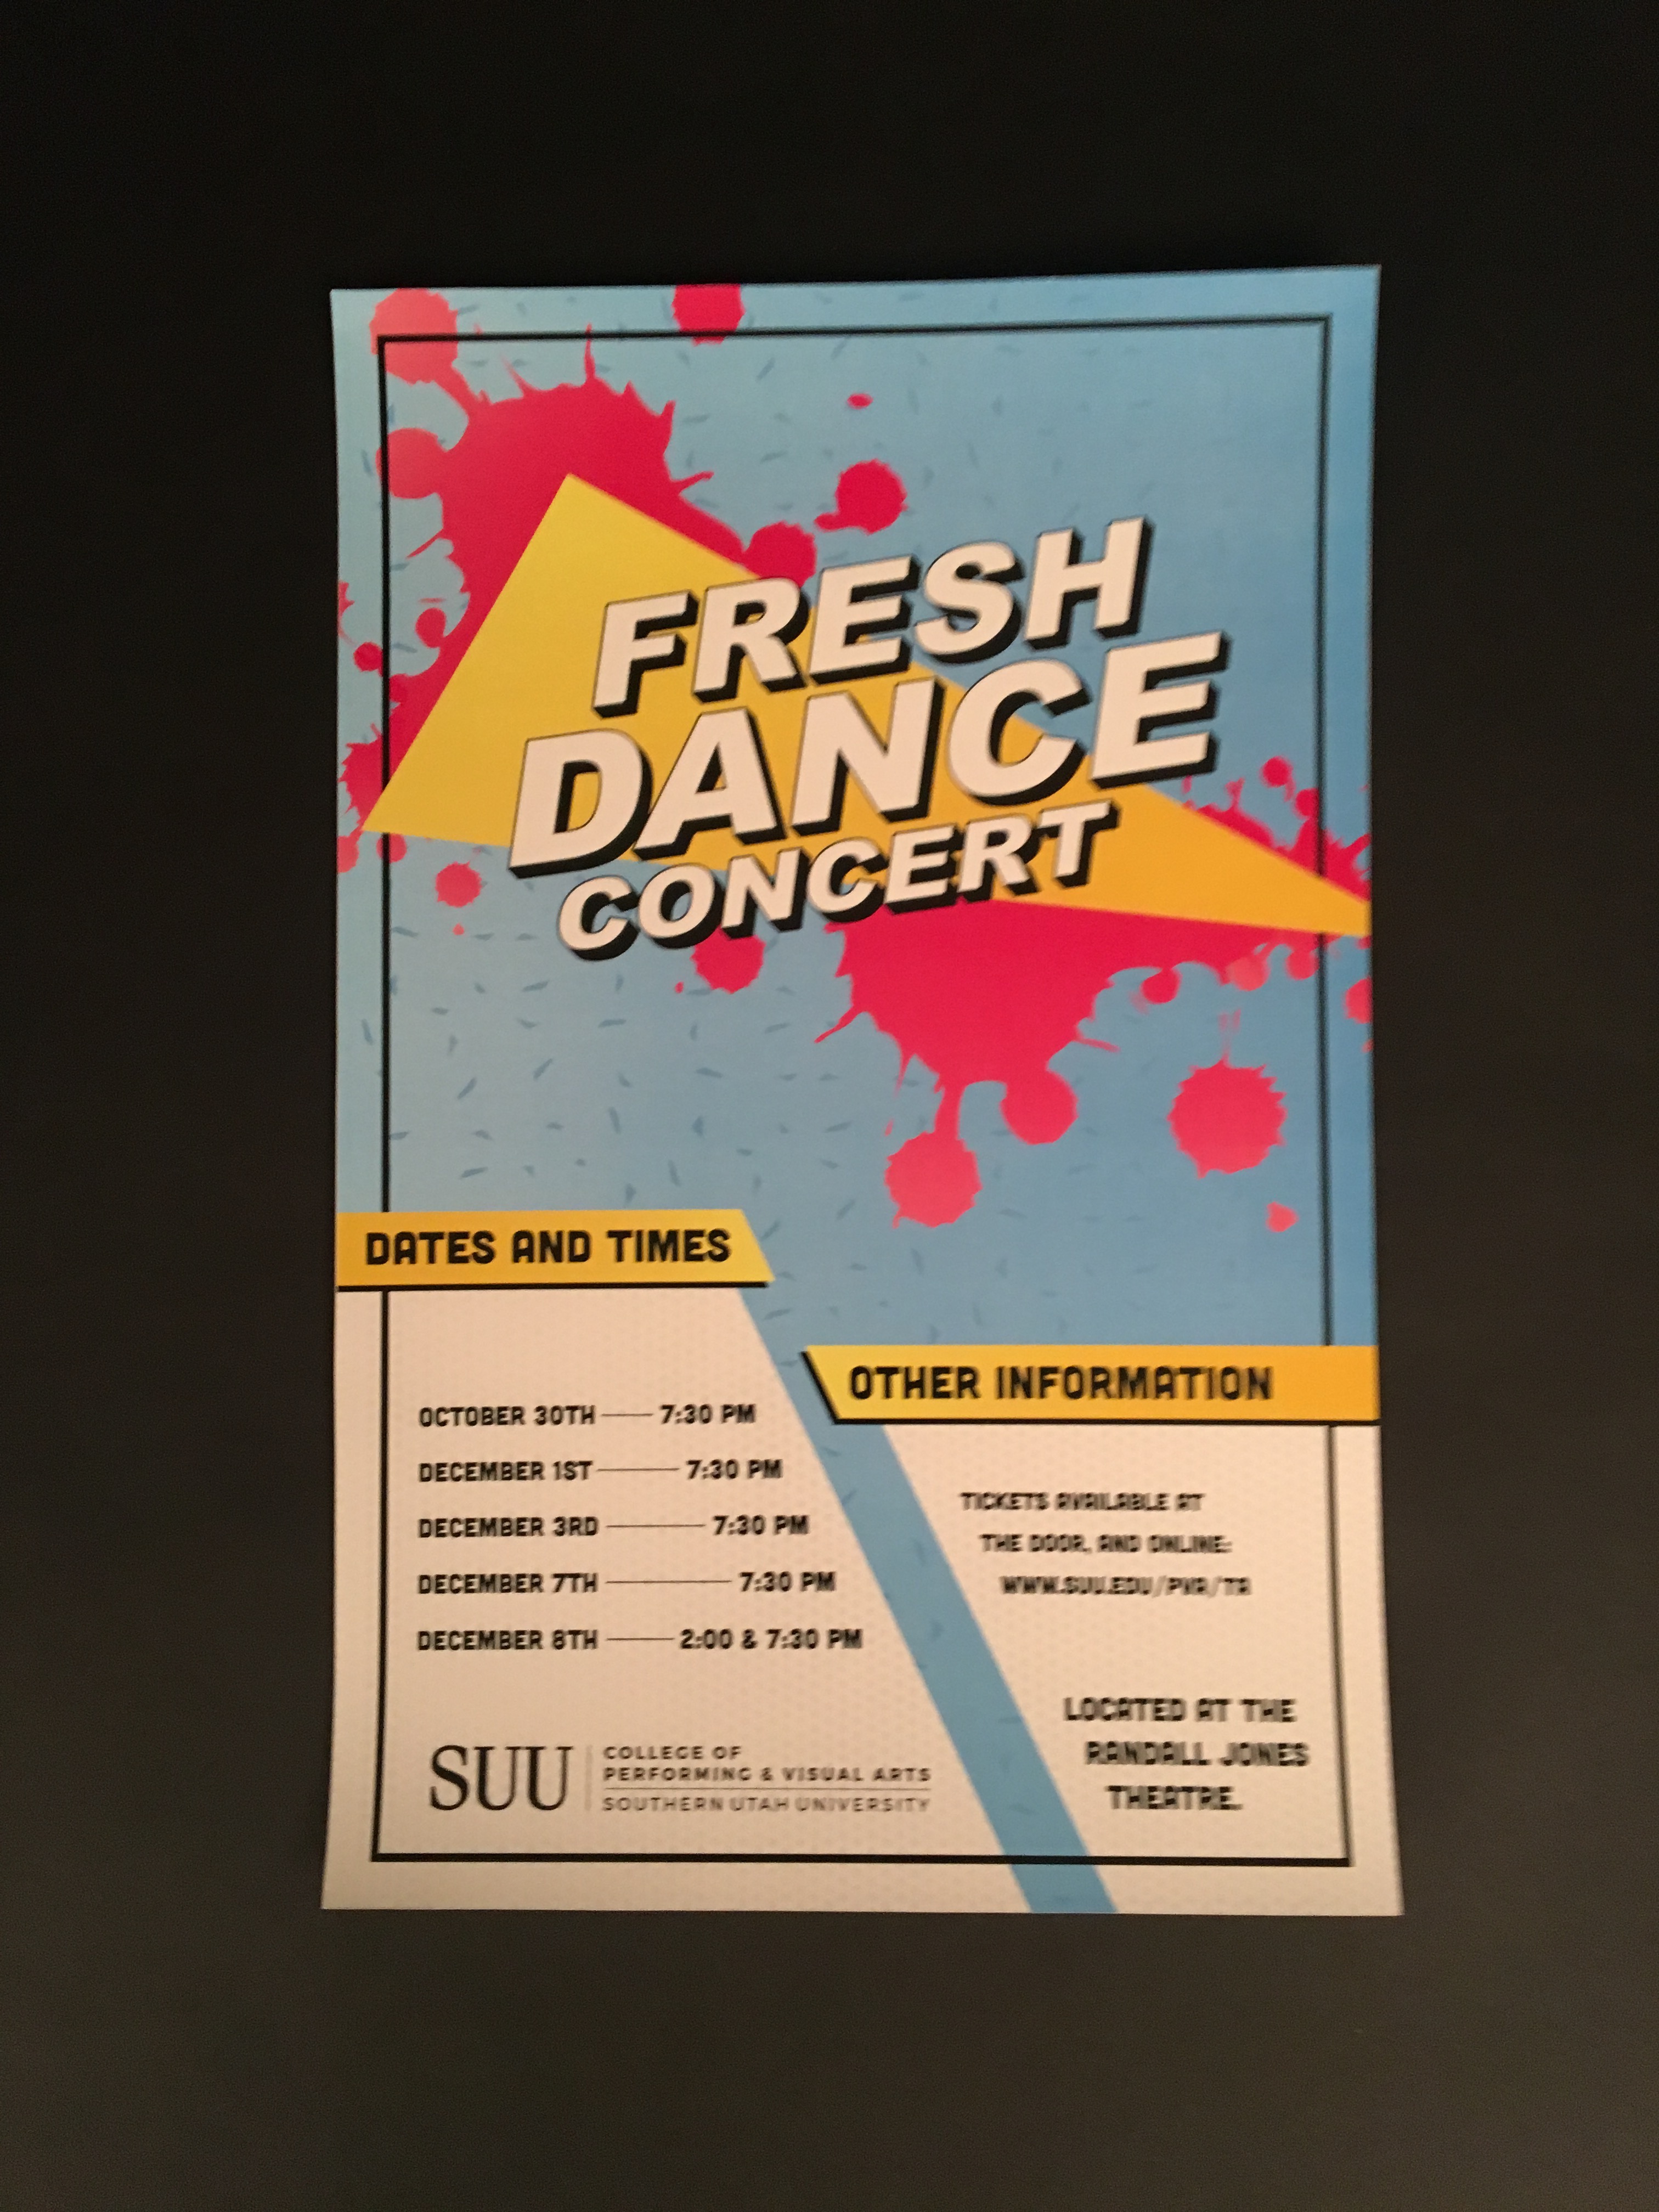 FRESH
DANCE
CONCERT
DATES AND TIMES
OCTOBER 30TH 7:30 PM
DECEMBER 1ST 7:30 PM
DECEMBER 3RD 7:30 PM
DECEMBER 7TH 7:30 PM
DECEMBER 8TH 2:00 & 7:30 PM
SUU
COLLEGE OF
PERFORMING & VISUAL ARTS
SOUTHERN UTAH UNIVERSITY
OTHER INFORMATION
TICKETS AVAILABLE AT
THE DOOR, AND ONLINE:
WWW.SUU.EDU/PVA/TA
LOCATED AT THE
RANDALL JONES
THEATRE.